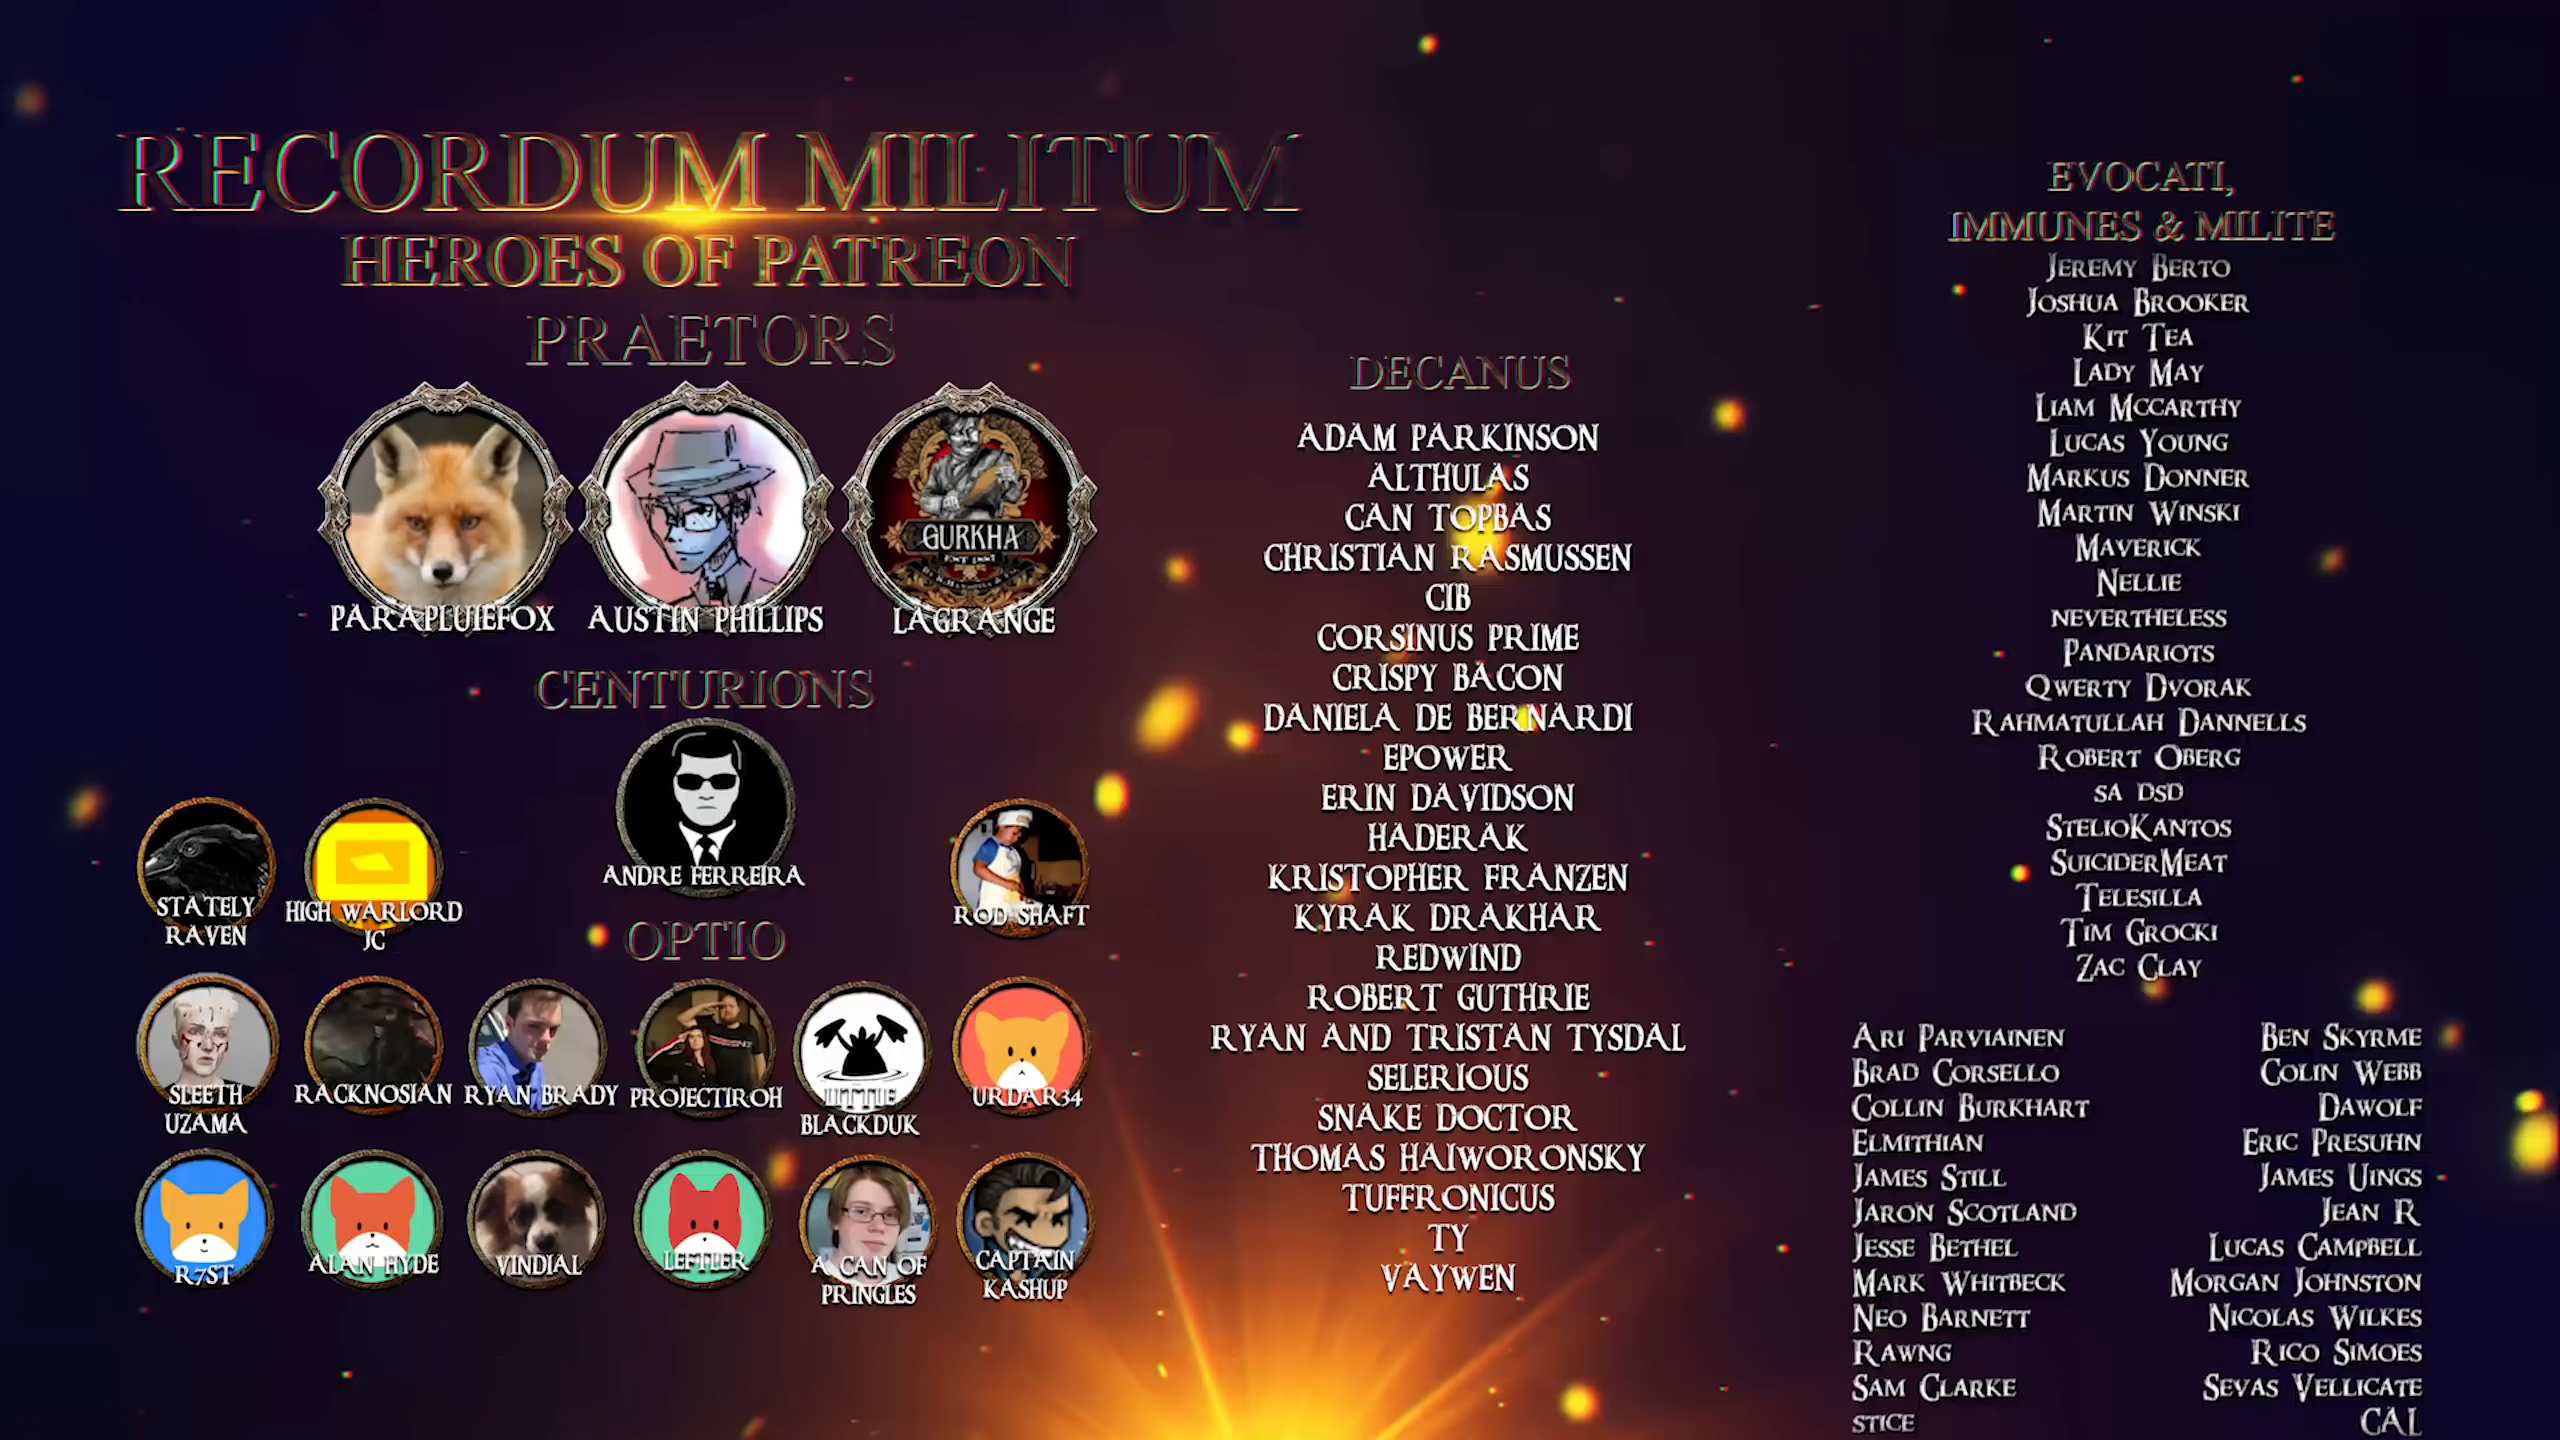 RECORDUM MILITUM
HEROES OF PATREON
PRAETORS
GURKHA
PARAPLUIEFOX
AUSTIN PHILLIPS
LAGRANGE
CENTURIONS
ANDRE FERREIRA
OPTIO
STATELY
RAVEN
HIGH WARLORD
JC
ROD SHAFT
SLEETH
UZAMA
RACKNOSIAN
RYAN BRADY
PROJECTIROH
BLACKDUK
URDAR34
R7ST
ALAN HYDE
VINDIAL
LEFTLER
A CAN OF
PRINGLES
CAPTAIN
KASHUP
DECANUS
ADAM PARKINSON
ALTHULAS
CAN TOPBAS
CHRISTIAN RASMUSSEN
CIB
CORSINUS PRIME
CRISPY BACON
DANIELA DE BERNARDI
EPOWER
ERIN DAVIDSON
HADERAK
KRISTOPHER FRANZEN
KYRAK DRAKHAR
REDWIND
ROBERT GUTHRIE
RYAN AND TRISTAN TYSDAL
SELERIOUS
SNAKE DOCTOR
THOMAS HAIWORONSKY
TUFFRONICUS
TY
VAYWEN
EVOCATI,
IMMUNES & MILITE
JEREMY BERTO
JOSHUA BROOKER
KIT TEA
LADY MAY
LIAM MCCARTHY
LUCAS YOUNG
MARKUS DONNER
MARTIN WINSKI
MAVERICK
NELLIE
NEVERTHELESS
PANDARIOTS
QWERTY DVORAK
RAHMATULLAH DANNELLS
ROBERT OBERG
SA DSD
STELIOKANTOS
SUICIDERMEAT
TELESILLA
TIM GROCKI
ZAC CLAY
ARI PARVIAINEN
BRAD CORSELLO
COLLIN BURKHART
ELMITHIAN
JAMES STILL
JARON SCOTLAND
JESSE BETHEL
MARK WHITBECK
NEO BARNETT
RAWNG
SAM CLARKE
STICE
BEN SKYRME
COLIN WEBB
DAWOLF
ERIC PRESUHN
JAMES UINGS
JEAN R
LUCAS CAMPBELL
MORGAN JOHNSTON
NICOLAS WILKES
RICO SIMOES
SEVAS VELLICATE
CAL